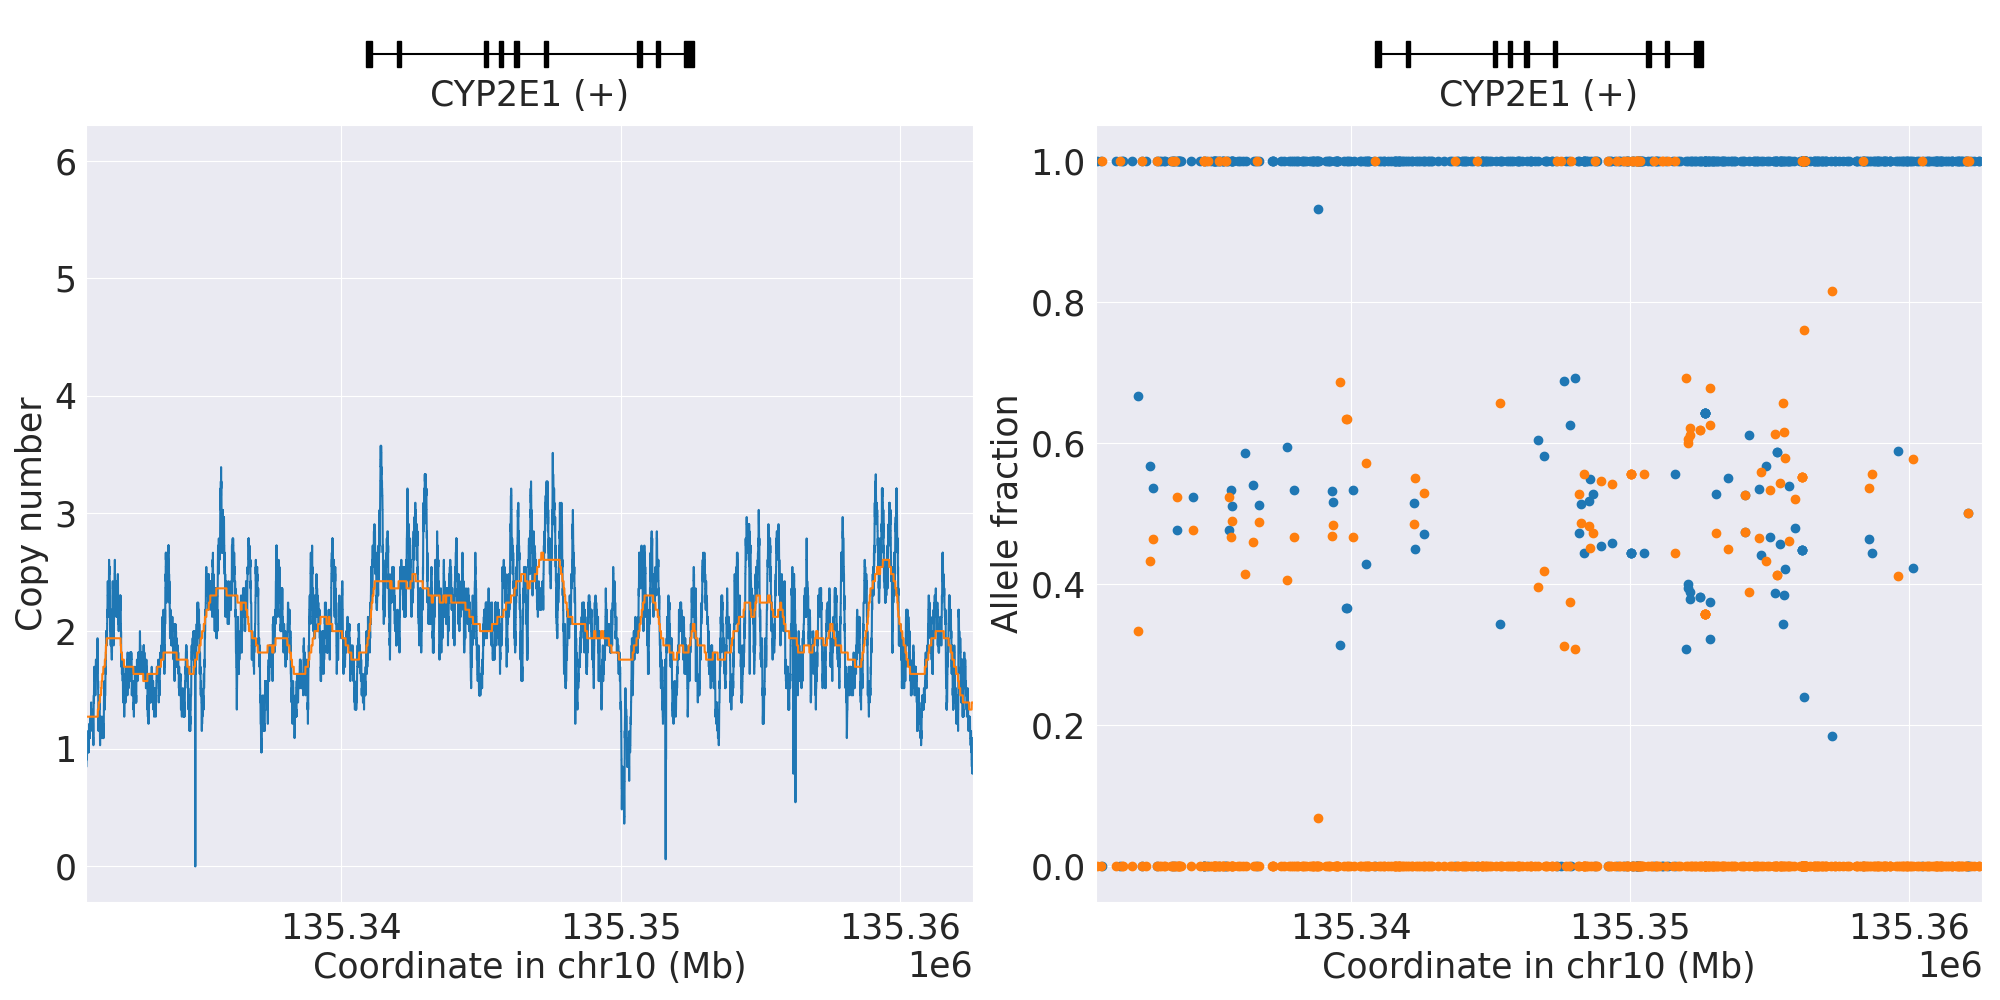 CYP2E1 (+)
6
5
4
3
2
1
0
Copy number
135.34 135.35 135.36
Coordinate in chr10 (Mb)
1e6
CYP2E1 (+)
1.0
0.8
0.6
0.4
0.2
0.0
Allele fraction
135.34 135.35 135.36
Coordinate in chr10 (Mb)
1e6